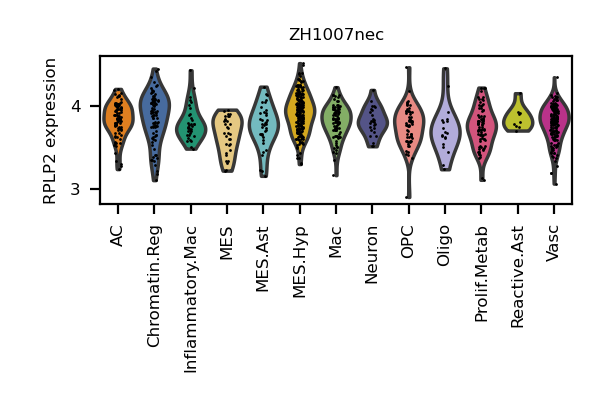 ZH1007nec
RPLP2 expression
4
3
AC
Chromatin.Reg
Inflammatory.Mac
MES
MES.Ast
MES.Hyp
Mac
Neuron
OPC
Oligo
Prolif.Metab
Reactive.Ast
Vasc